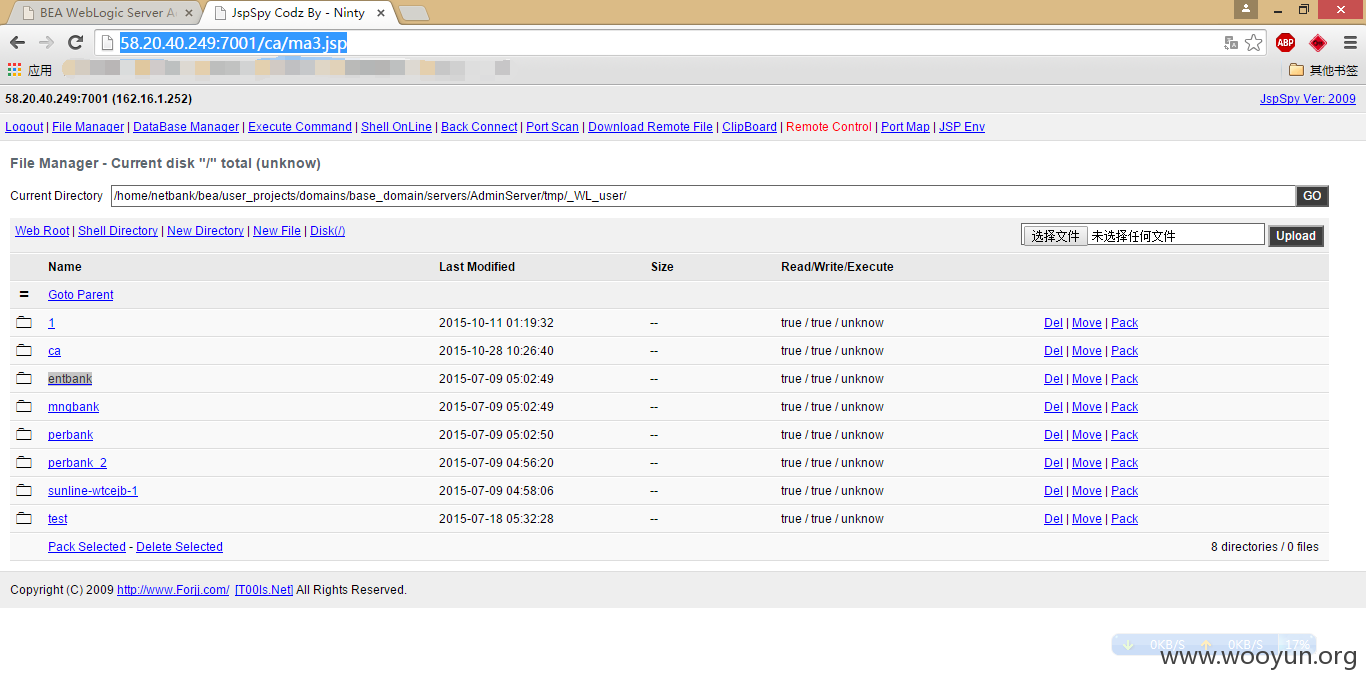 BEA WebLogic Server A
JspSpy Codz By - Ninty
58.20.40.249:7001/ca/ma3.jsp
ABP
应用
其他书签
58.20.40.249:7001 (162.16.1.252) JspSpy Ver: 2009
Logout | File Manager | DataBase Manager | Execute Command | Shell OnLine | Back Connect | Port Scan | Download Remote File | ClipBoard | Remote Control | Port Map | JSP Env
File Manager - Current disk "/" total (unknow)
Current Directory /home/netbank/bea/user_projects/domains/base_domain/servers/AdminServer/tmp/_WL_user/ GO
Web Root | Shell Directory | New Directory | New File | Disk(/) 选择文件 未选择任何文件 Upload
Name Last Modified Size Read/Write/Execute
= Goto Parent
1 2015-10-11 01:19:32 -- true / true / unknow Del | Move | Pack
ca 2015-10-28 10:26:40 -- true / true / unknow Del | Move | Pack
entbank 2015-07-09 05:02:49 -- true / true / unknow Del | Move | Pack
mngbank 2015-07-09 05:02:49 -- true / true / unknow Del | Move | Pack
perbank 2015-07-09 05:02:50 -- true / true / unknow Del | Move | Pack
perbank_2 2015-07-09 04:56:20 -- true / true / unknow Del | Move | Pack
sunline-wtcejb-1 2015-07-09 04:58:06 -- true / true / unknow Del | Move | Pack
test 2015-07-18 05:32:28 -- true / true / unknow Del | Move | Pack
Pack Selected - Delete Selected 8 directories / 0 files
Copyright (C) 2009 http://www.Forjj.com/ [T00ls.Net] All Rights Reserved.
0KB/S 0KB/S 17%
www.wooyun.org